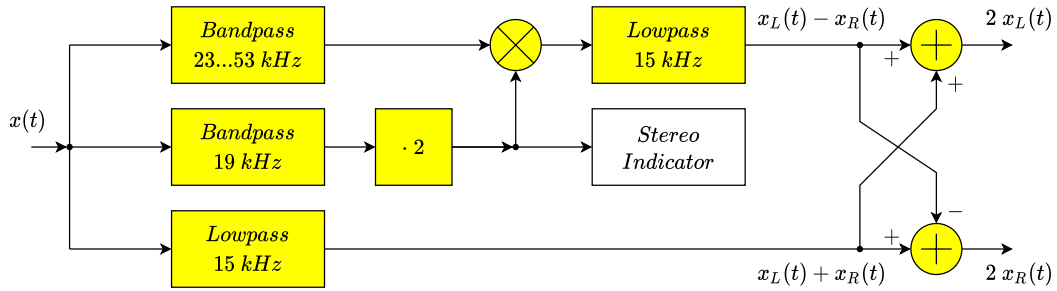 Bandpass
23...53 kHz
Lowpass
15 kHz
x_L(t) − x_R(t)
2 x_L(t)
+
+
+
x(t)
Bandpass
19 kHz
· 2
Stereo
Indicator
Lowpass
15 kHz
−
+
+
x_L(t) + x_R(t)
2 x_R(t)